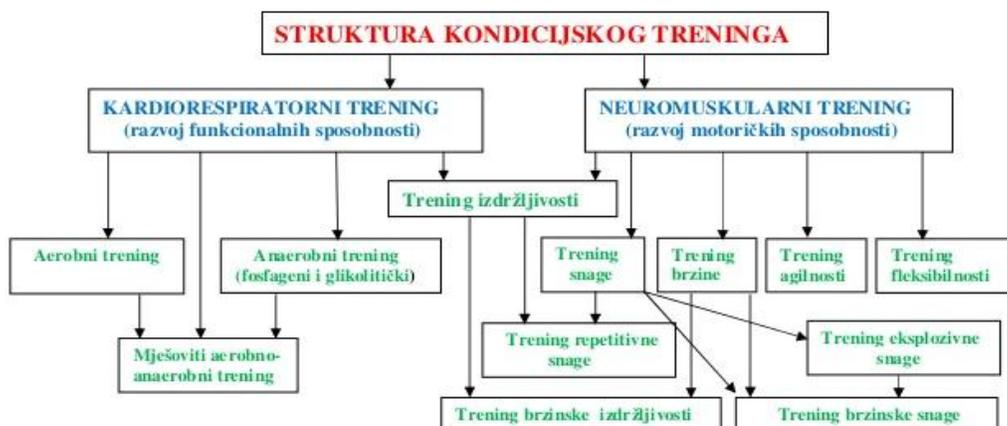 STRUKTURA KONDICIJSKOG TRENINGA
KARDIORESPIRATORNI TRENING
(razvoj funkcionalnih sposobnosti)
NEUROMUSKULARNI TRENING
(razvoj motoričkih sposobnosti)
Trening izdržljivosti
Aerobni trening
Anaerobni trening
(fosfageni i glikolitički)
Trening
snage
Trening
brzine
Trening
agilnosti
Trening
fleksibilnosti
Mješoviti aerobno-
anaerobni trening
Trening repetitivne
snage
Trening eksplozivne
snage
Trening brzinske izdržljivosti
Trening brzinske snage